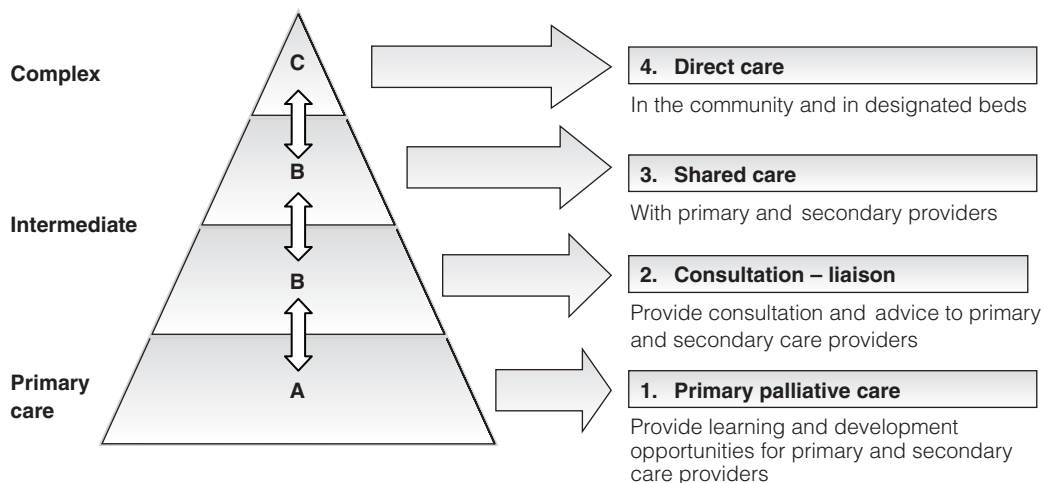 Complex
C
4. Direct care
In the community and in designated beds
B
3. Shared care
With primary and secondary providers
Intermediate
B
2. Consultation – liaison
Provide consultation and advice to primary
and secondary care providers
Primary
care
A
1. Primary palliative care
Provide learning and development
opportunities for primary and secondary
care providers